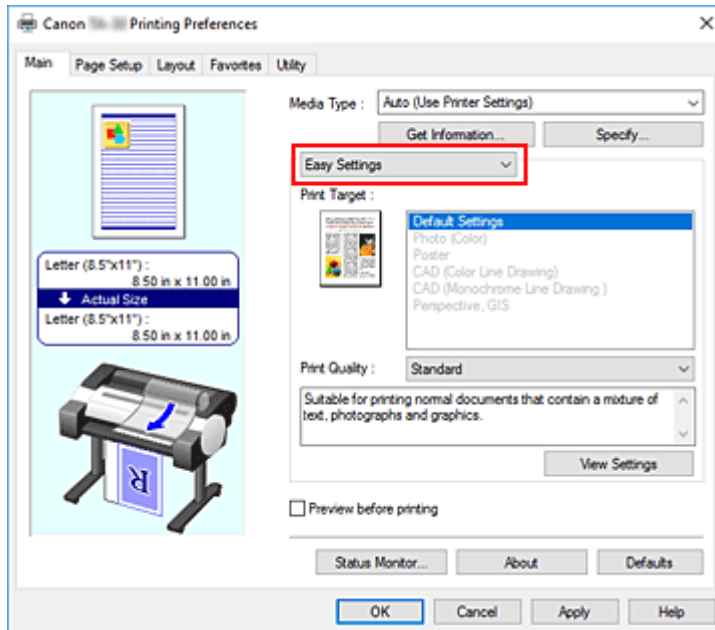 Canon Printing Preferences
Main Page Setup Layout Favorites Utility
Media Type : Auto (Use Printer Settings)
Get Information... Specify...
Easy Settings
Print Target :
Default Settings
Photo (Color)
Poster
CAD (Color Line Drawing)
CAD (Monochrome Line Drawing )
Perspective, GIS
Letter (8.5"x11") :
8.50 in x 11.00 in
Actual Size
Letter (8.5"x11") :
8.50 in x 11.00 in
R
Print Quality : Standard
Suitable for printing normal documents that contain a mixture of
text, photographs and graphics.
View Settings
Preview before printing
Status Monitor... About Defaults
OK Cancel Apply Help